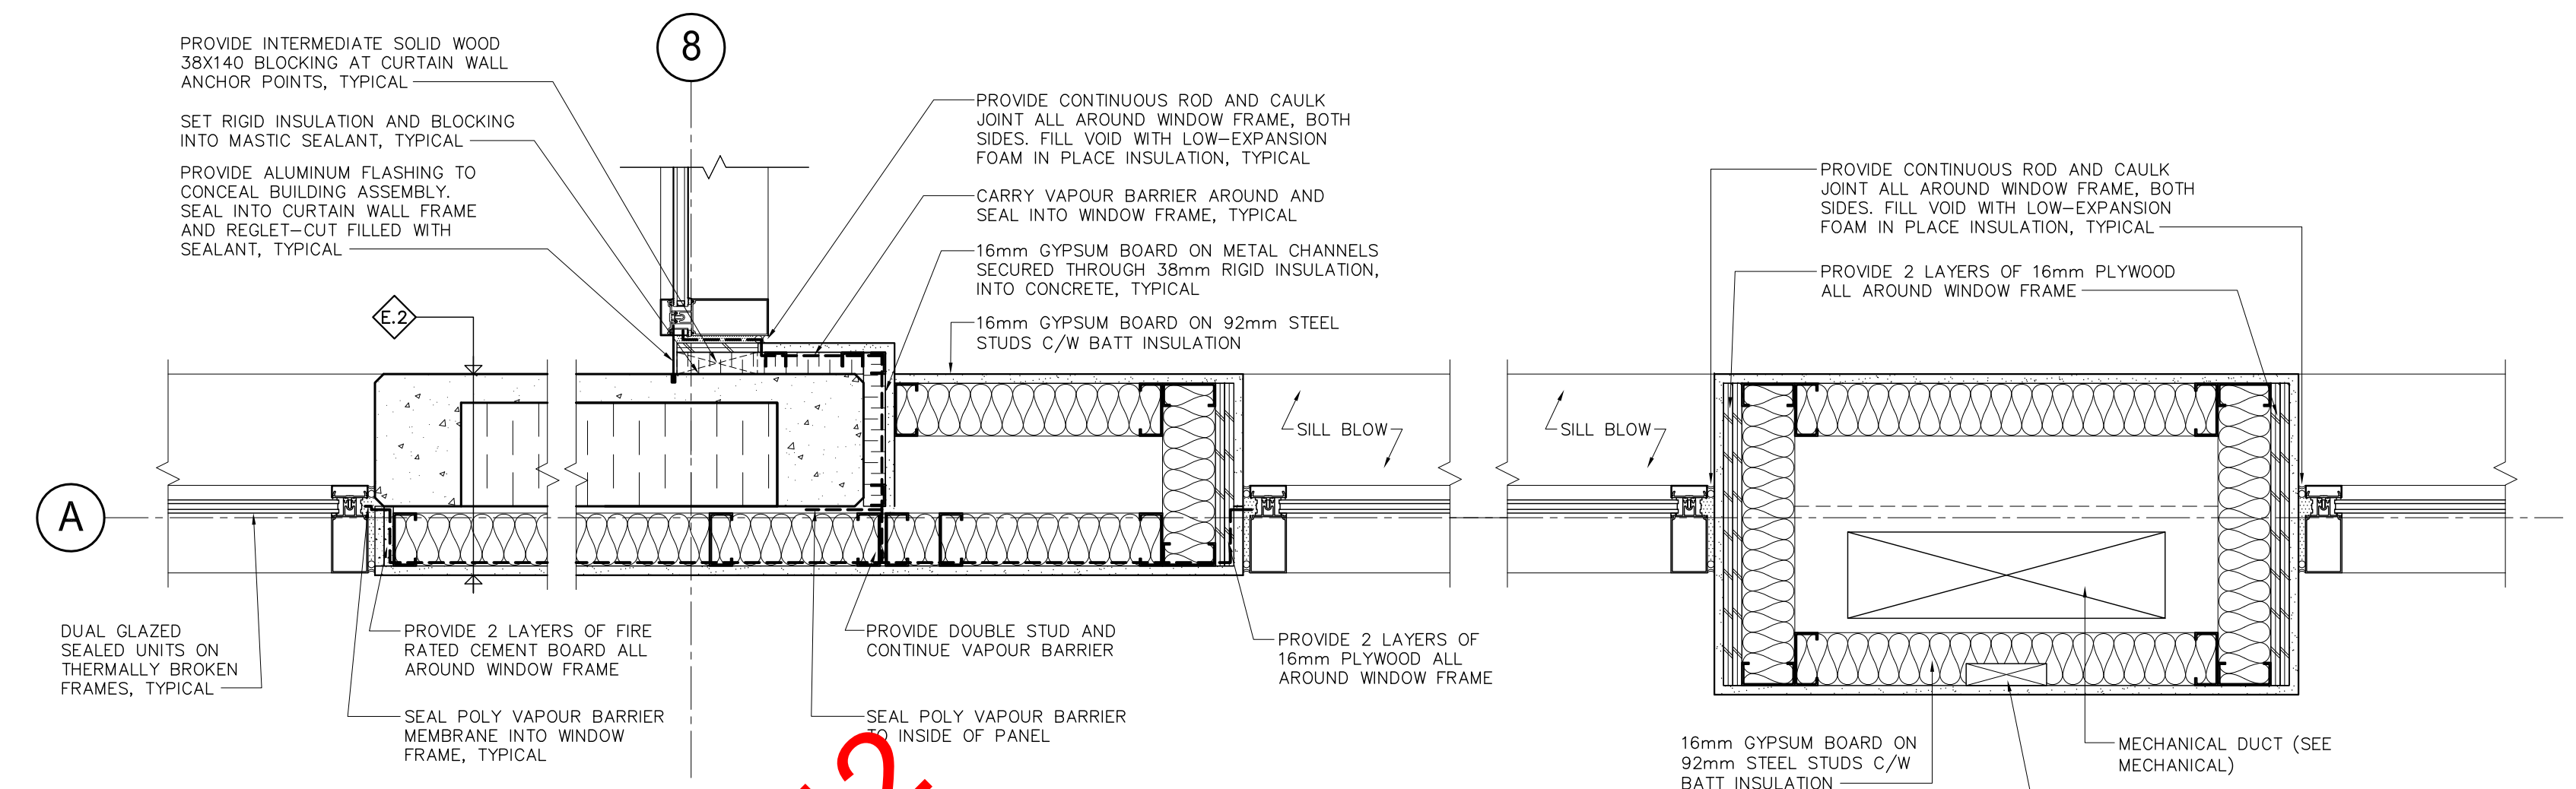 PROVIDE INTERMEDIATE SOLID WOOD
38X140 BLOCKING AT CURTAIN WALL
ANCHOR POINTS, TYPICAL
SET RIGID INSULATION AND BLOCKING
INTO MASTIC SEALANT, TYPICAL
PROVIDE ALUMINUM FLASHING TO
CONCEAL BUILDING ASSEMBLY.
SEAL INTO CURTAIN WALL FRAME
AND REGLET-CUT FILLED WITH
SEALANT, TYPICAL
8
PROVIDE CONTINUOUS ROD AND CAULK
JOINT ALL AROUND WINDOW FRAME, BOTH
SIDES. FILL VOID WITH LOW-EXPANSION
FOAM IN PLACE INSULATION, TYPICAL
CARRY VAPOUR BARRIER AROUND AND
SEAL INTO WINDOW FRAME, TYPICAL
16mm GYPSUM BOARD ON METAL CHANNELS
SECURED THROUGH 38mm RIGID INSULATION,
INTO CONCRETE, TYPICAL
16mm GYPSUM BOARD ON 92mm STEEL
STUDS C/W BATT INSULATION
PROVIDE CONTINUOUS ROD AND CAULK
JOINT ALL AROUND WINDOW FRAME, BOTH
SIDES. FILL VOID WITH LOW-EXPANSION
FOAM IN PLACE INSULATION, TYPICAL
PROVIDE 2 LAYERS OF 16mm PLYWOOD
ALL AROUND WINDOW FRAME
E.2
SILL BLOW
SILL BLOW
A
DUAL GLAZED
SEALED UNITS ON
THERMALLY BROKEN
FRAMES, TYPICAL
PROVIDE 2 LAYERS OF FIRE
RATED CEMENT BOARD ALL
AROUND WINDOW FRAME
SEAL POLY VAPOUR BARRIER
MEMBRANE INTO WINDOW
FRAME, TYPICAL
PROVIDE DOUBLE STUD AND
CONTINUE VAPOUR BARRIER
SEAL POLY VAPOUR BARRIER
TO INSIDE OF PANEL
2
PROVIDE 2 LAYERS OF
16mm PLYWOOD ALL
AROUND WINDOW FRAME
16mm GYPSUM BOARD ON
92mm STEEL STUDS C/W
BATT INSULATION
MECHANICAL DUCT (SEE
MECHANICAL)